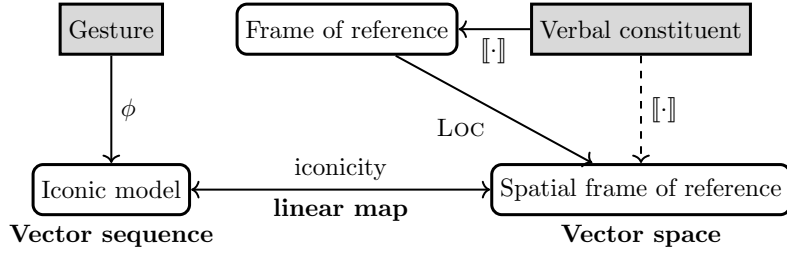 Gesture
Frame of reference
Verbal constituent
⟦·⟧
ϕ
LOC
⟦·⟧
iconicity
Iconic model
Spatial frame of reference
linear map
Vector sequence
Vector space